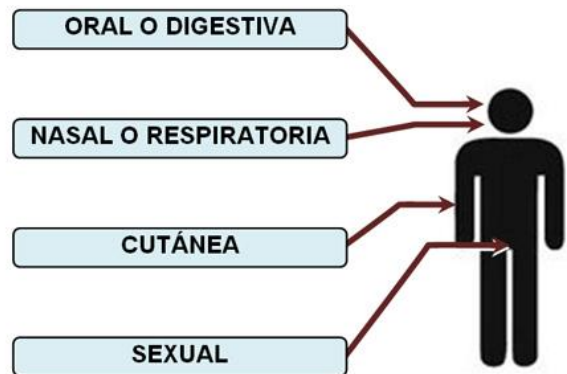 ORAL O DIGESTIVA
NASAL O RESPIRATORIA
CUTÁNEA
SEXUAL